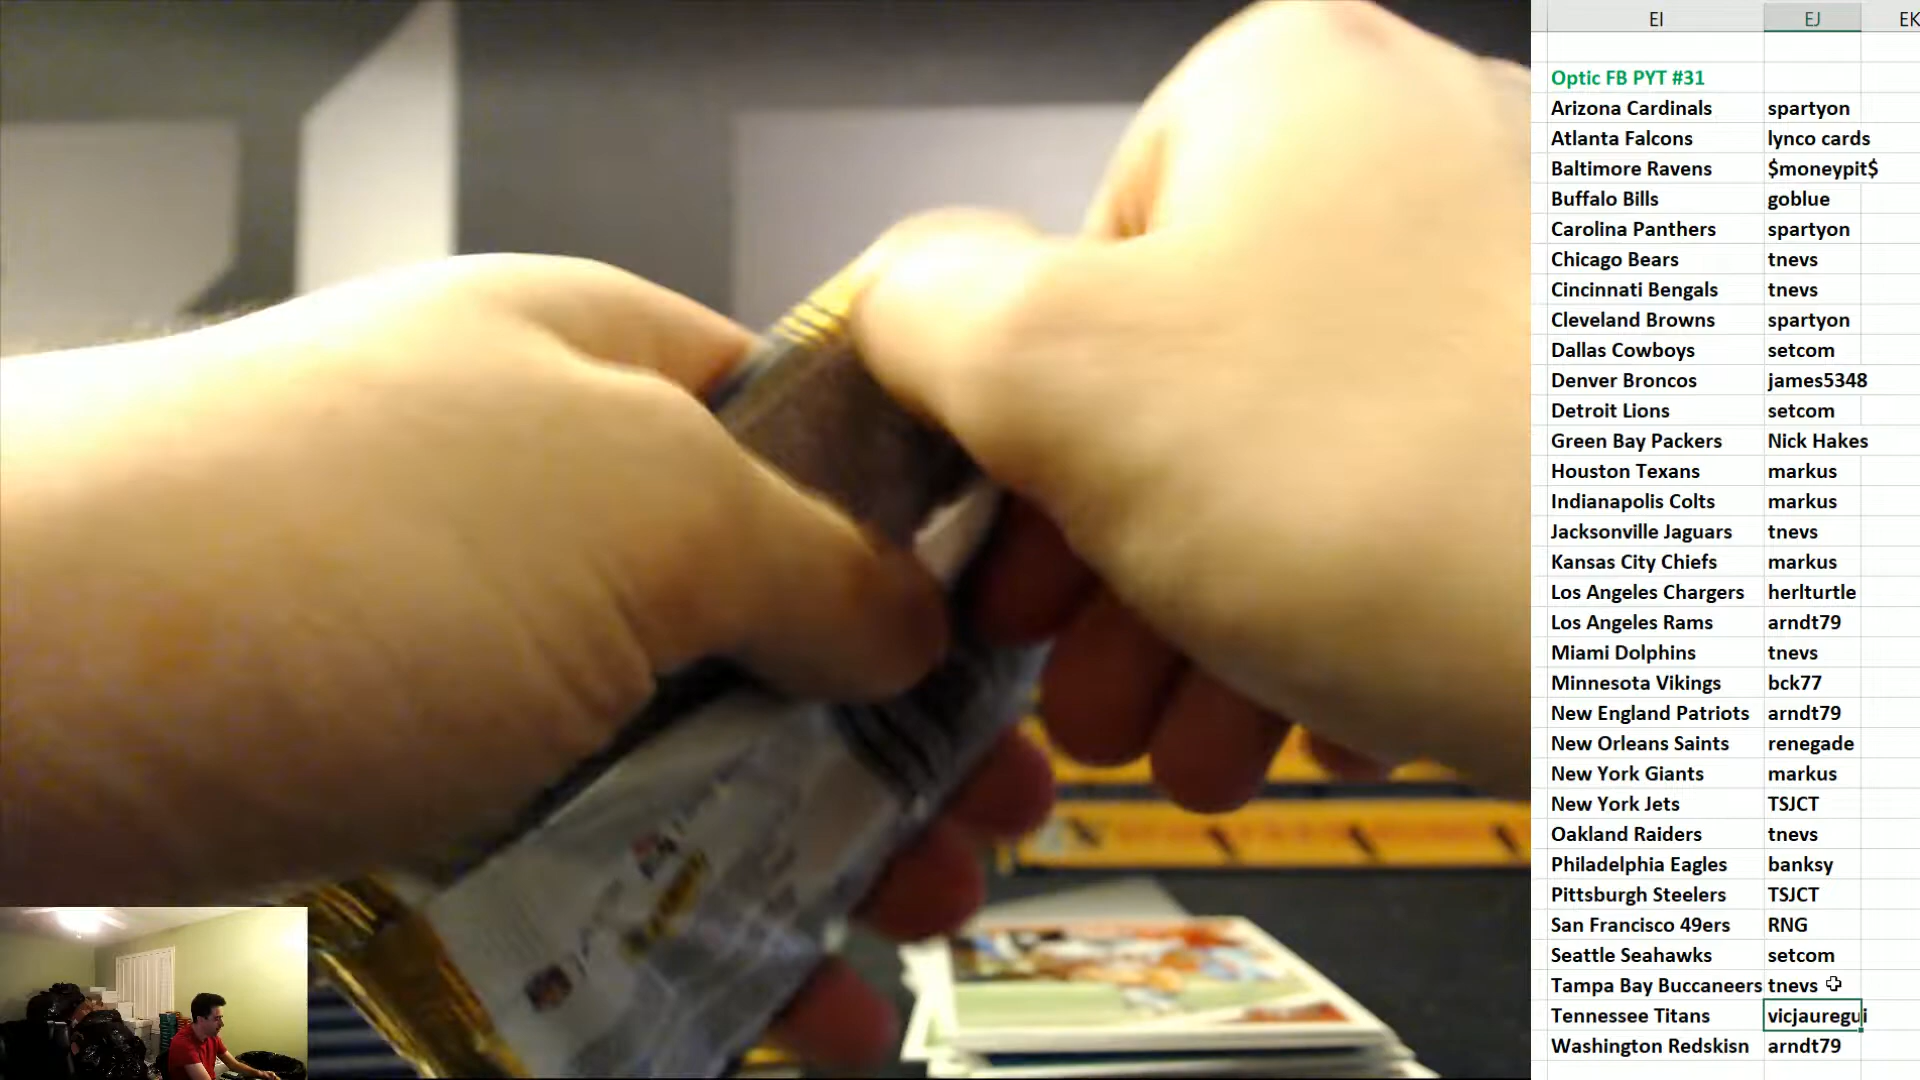 EI EJ EK
Optic FB PYT #31
Arizona Cardinals spartyon
Atlanta Falcons lynco cards
Baltimore Ravens $moneypit$
Buffalo Bills goblue
Carolina Panthers spartyon
Chicago Bears tnevs
Cincinnati Bengals tnevs
Cleveland Browns spartyon
Dallas Cowboys setcom
Denver Broncos james5348
Detroit Lions setcom
Green Bay Packers Nick Hakes
Houston Texans markus
Indianapolis Colts markus
Jacksonville Jaguars tnevs
Kansas City Chiefs markus
Los Angeles Chargers herlturtle
Los Angeles Rams arndt79
Miami Dolphins tnevs
Minnesota Vikings bck77
New England Patriots arndt79
New Orleans Saints renegade
New York Giants markus
New York Jets TSJCT
Oakland Raiders tnevs
Philadelphia Eagles banksy
Pittsburgh Steelers TSJCT
San Francisco 49ers RNG
Seattle Seahawks setcom
Tampa Bay Buccaneers tnevs
Tennessee Titans vicjauregui
Washington Redskisn arndt79